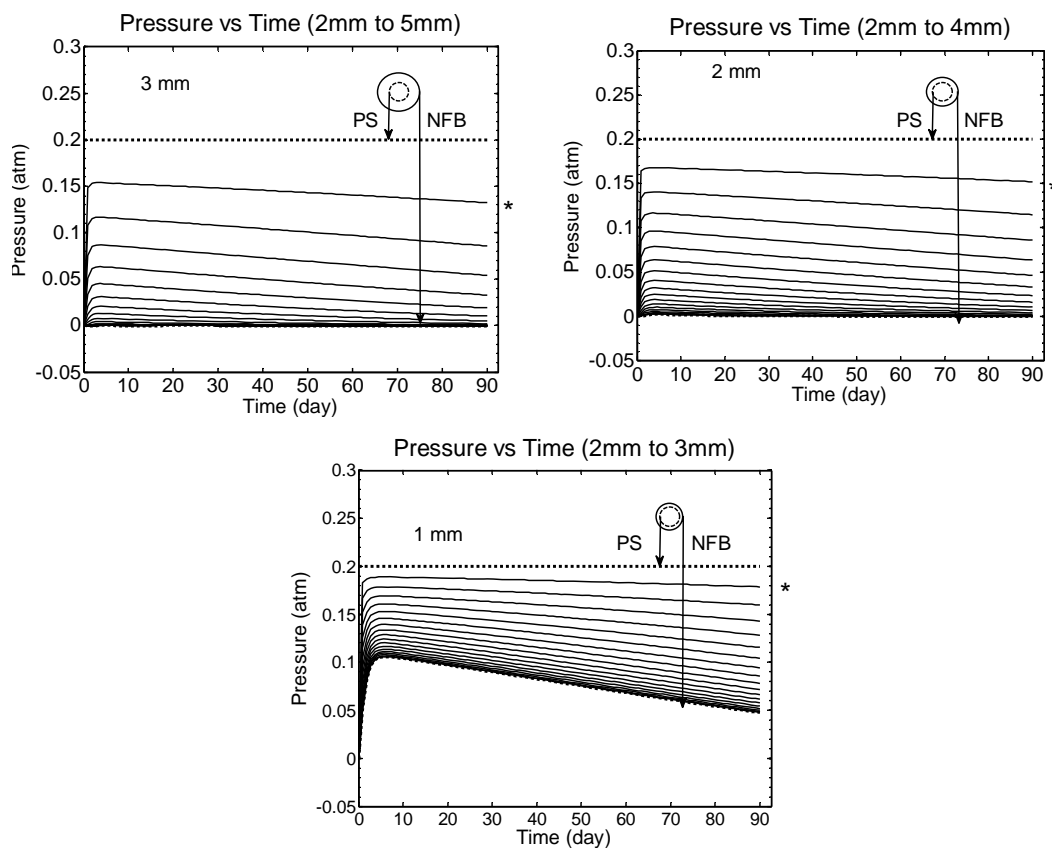 Pressure vs Time (2mm to 5mm)
0.3
0.25
0.2
0.15
0.1
0.05
0
-0.05
Pressure (atm)
3 mm
PS
NFB
*
0 10 20 30 40 50 60 70 80 90
Time (day)
Pressure vs Time (2mm to 4mm)
0.3
0.25
0.2
0.15
0.1
0.05
0
-0.05
Pressure (atm)
2 mm
PS
NFB
*
0 10 20 30 40 50 60 70 80 90
Time (day)
Pressure vs Time (2mm to 3mm)
0.3
0.25
0.2
0.15
0.1
0.05
0
-0.05
Pressure (atm)
1 mm
PS
NFB
*
0 10 20 30 40 50 60 70 80 90
Time (day)